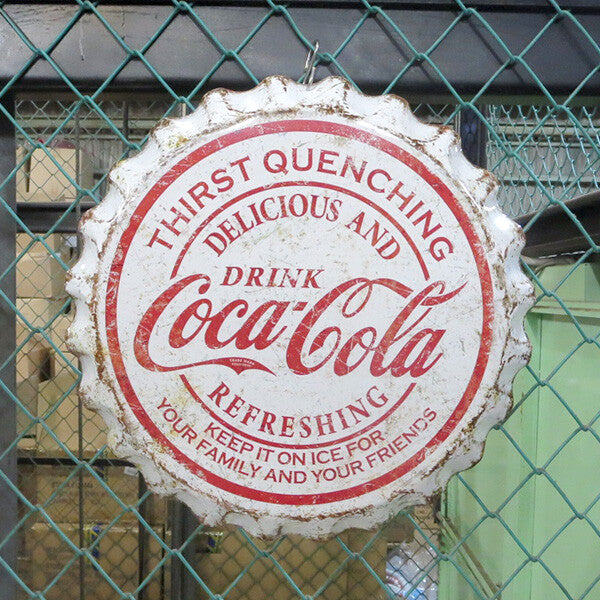 THIRST QUENCHING
DELICIOUS AND
DRINK
Coca-Cola
REFRESHING
KEEP IT ON ICE FOR
YOUR FAMILY AND YOUR FRIENDS